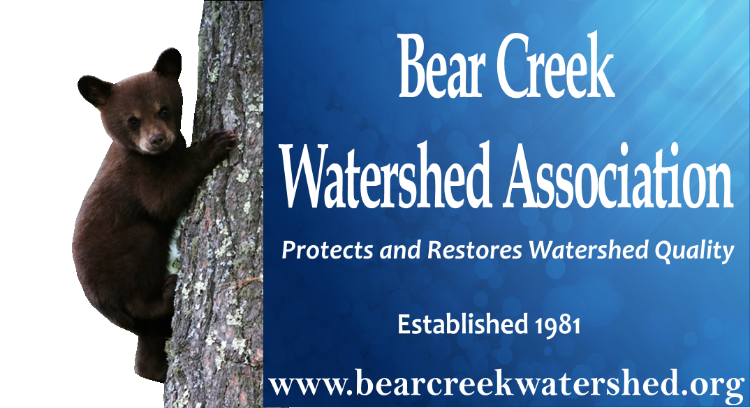 Bear Creek
Watershed Association
Protects and Restores Watershed Quality
Established 1981
www.bearcreekwatershed.org